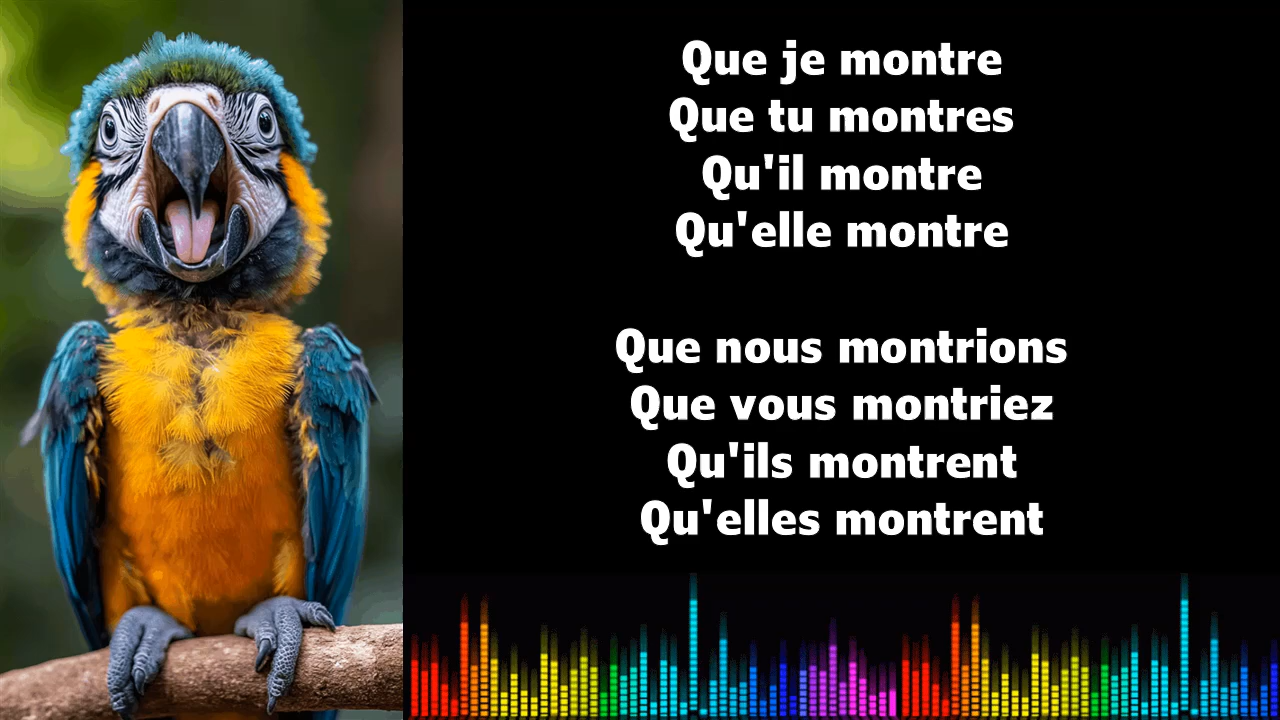 Que je montre
Que tu montres
Qu'il montre
Qu'elle montre
Que nous montrions
Que vous montriez
Qu'ils montrent
Qu'elles montrent